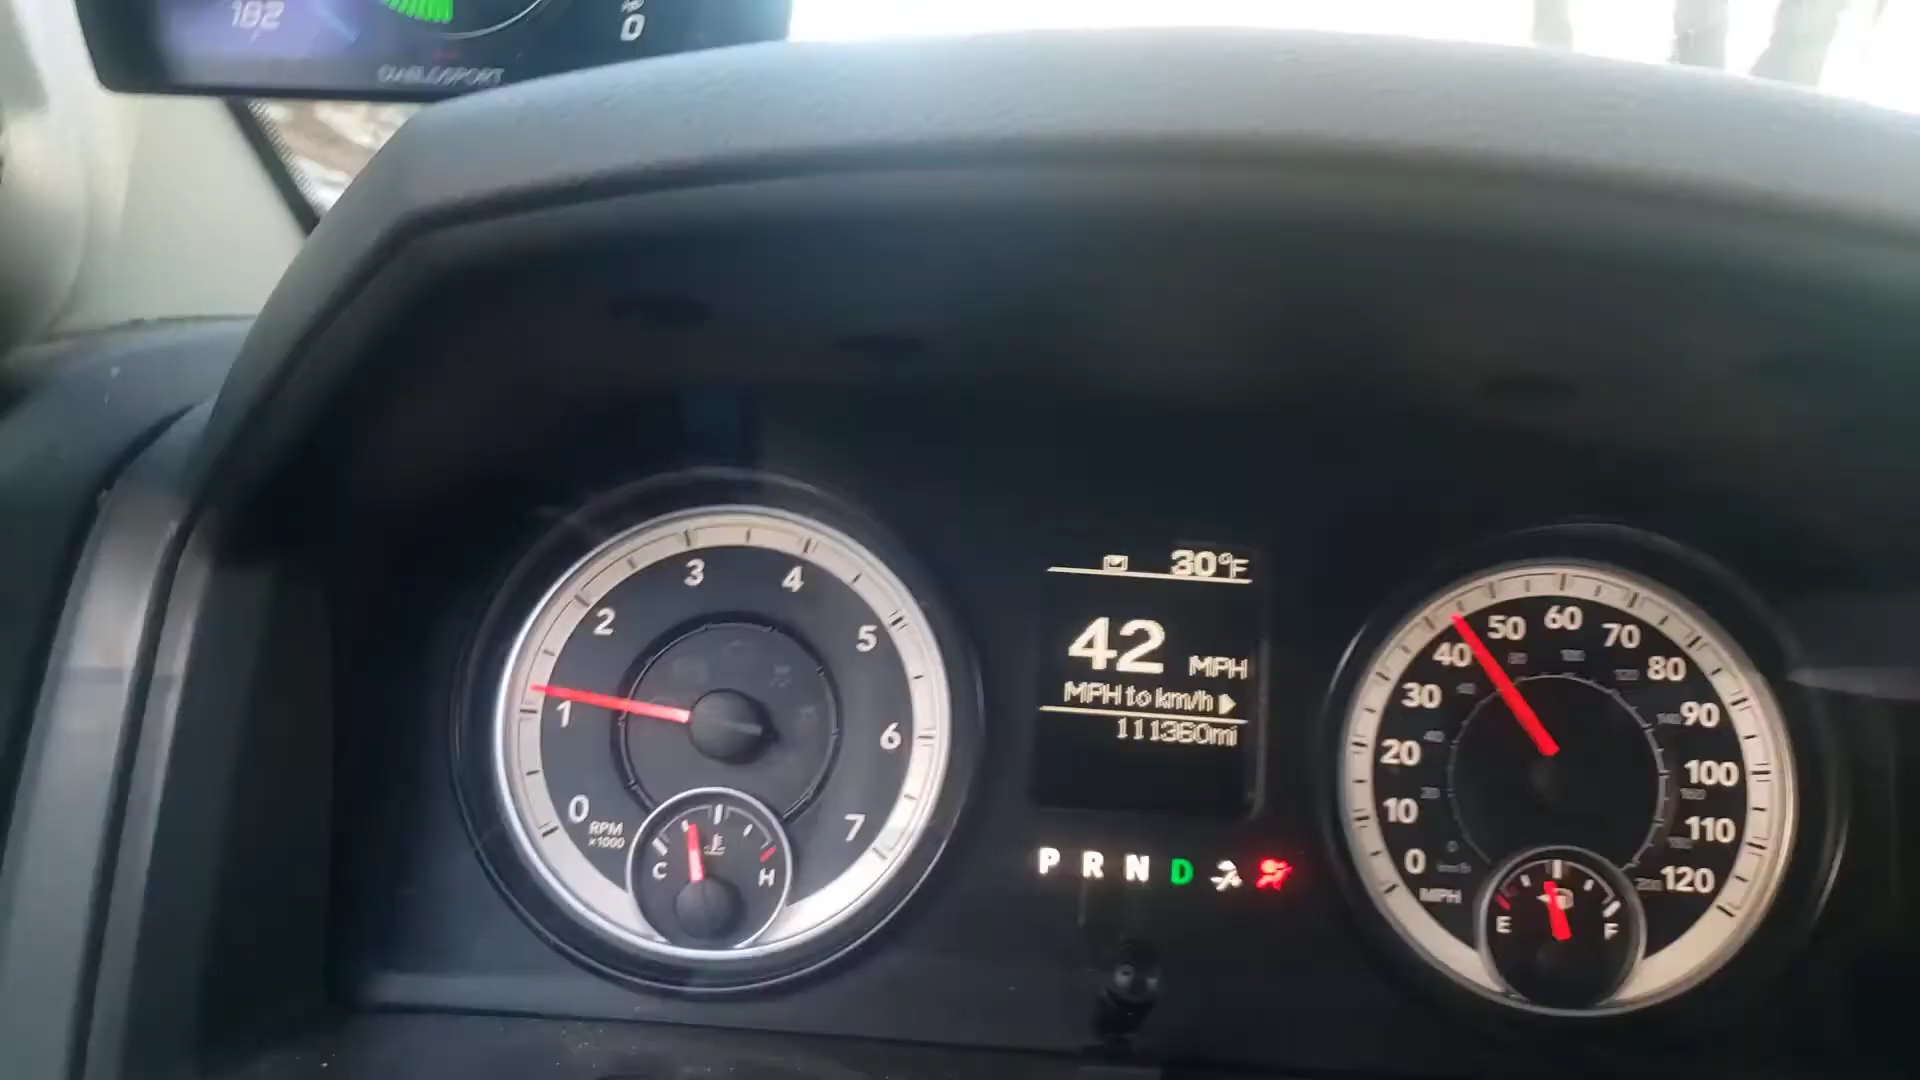 182
0
DIABLOSPORT
30°F
42 MPH
MPH to km/h
111360mi
P R N D
0 1 2 3 4 5 6 7
RPM
x1000
C H
0 10 20 30 40 50 60 70 80 90 100 110 120
MPH
E F